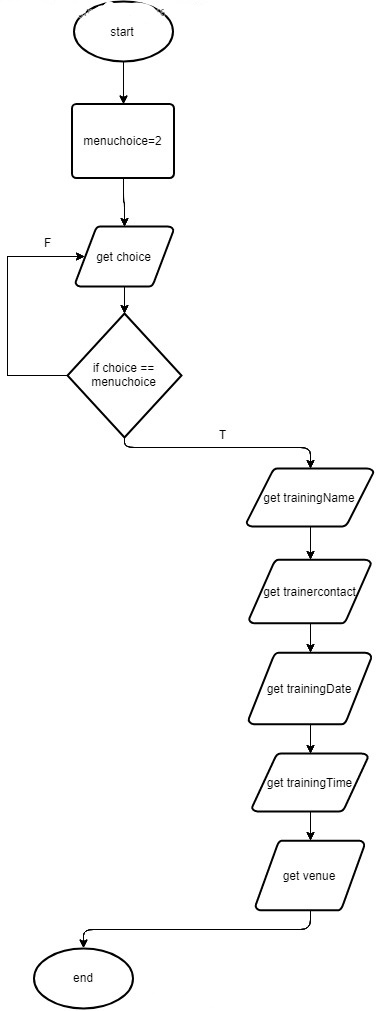 start
menuchoice=2
F
get choice
if choice ==
menuchoice
T
get trainingName
get trainercontact
get trainingDate
get trainingTime
get venue
end